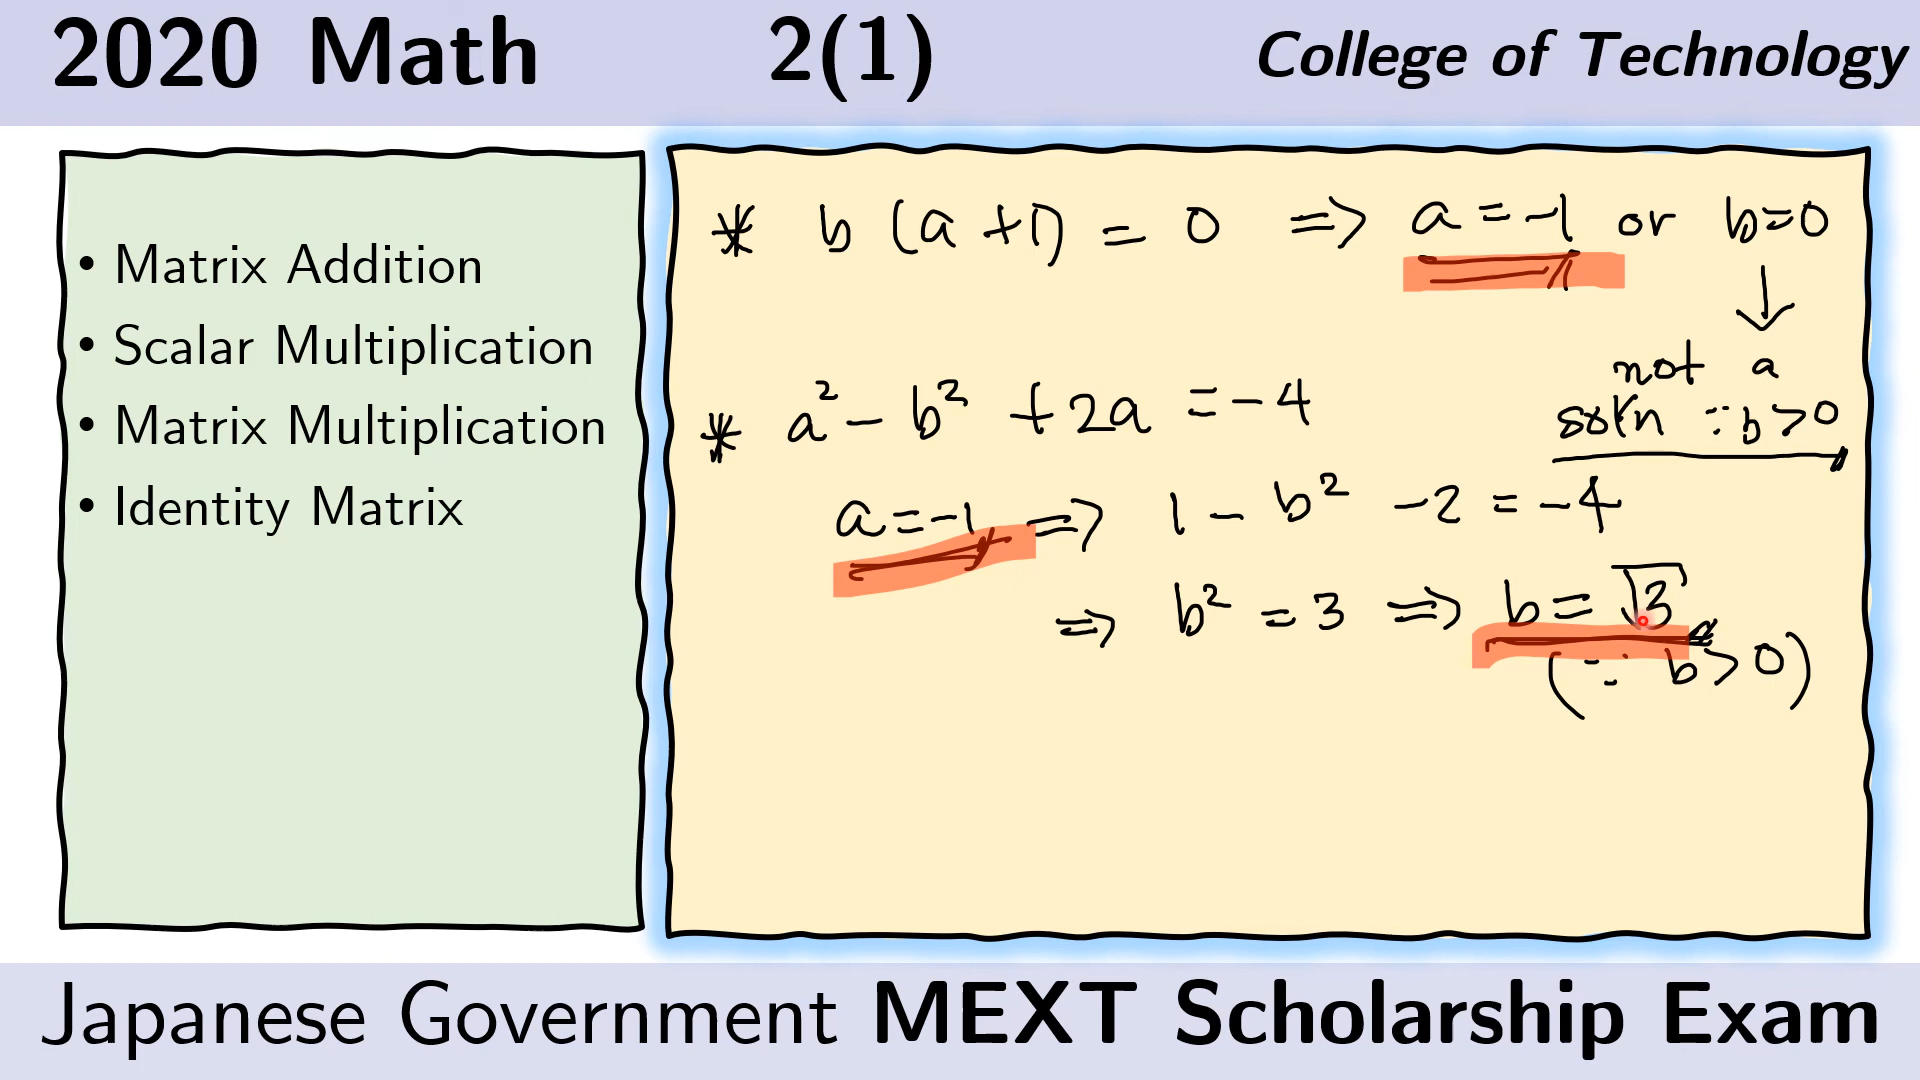 2020 Math 2(1) College of Technology
• Matrix Addition
• Scalar Multiplication
• Matrix Multiplication
• Identity Matrix
* b (a+1) = 0 ⇒ a = -1 or b=0
↓
not a
sol'n ∵ b>0
* a² - b² + 2a = -4
a = -1 ⇒ 1 - b² - 2 = -4
⇒ b² = 3 ⇒ b = √3
(∵ b>0)
Japanese Government MEXT Scholarship Exam